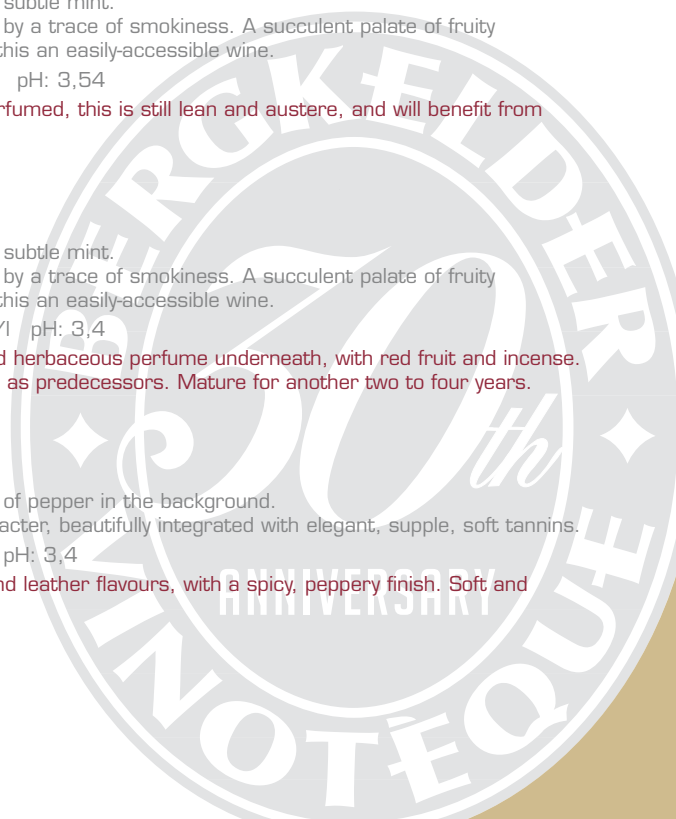 subtle mint.
by a trace of smokiness. A succulent palate of fruity
this an easily-accessible wine.
pH: 3,54
rfumed, this is still lean and austere, and will benefit from
subtle mint.
by a trace of smokiness. A succulent palate of fruity
this an easily-accessible wine.
/l pH: 3,4
d herbaceous perfume underneath, with red fruit and incense.
as predecessors. Mature for another two to four years.
of pepper in the background.
acter, beautifully integrated with elegant, supple, soft tannins.
pH: 3,4
nd leather flavours, with a spicy, peppery finish. Soft and
BERGKELDER
30th
ANNIVERSARY
VINOTÈQUE